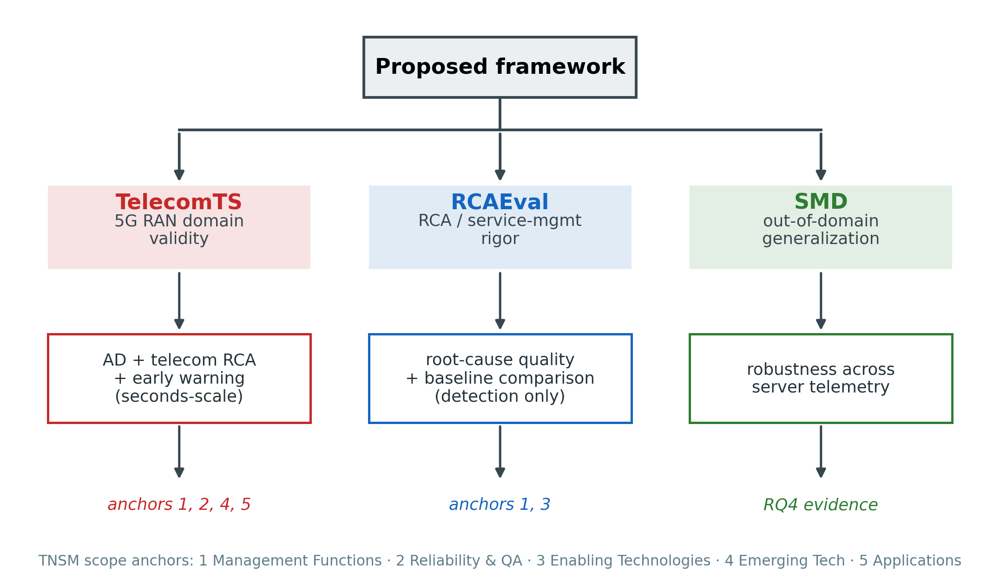 Proposed framework
TelecomTS
5G RAN domain
validity
RCAEval
RCA / service-mgmt
rigor
SMD
out-of-domain
generalization
AD + telecom RCA
+ early warning
(seconds-scale)
root-cause quality
+ baseline comparison
(detection only)
robustness across
server telemetry
anchors 1, 2, 4, 5
anchors 1, 3
RQ4 evidence
TNSM scope anchors: 1 Management Functions · 2 Reliability & QA · 3 Enabling Technologies · 4 Emerging Tech · 5 Applications